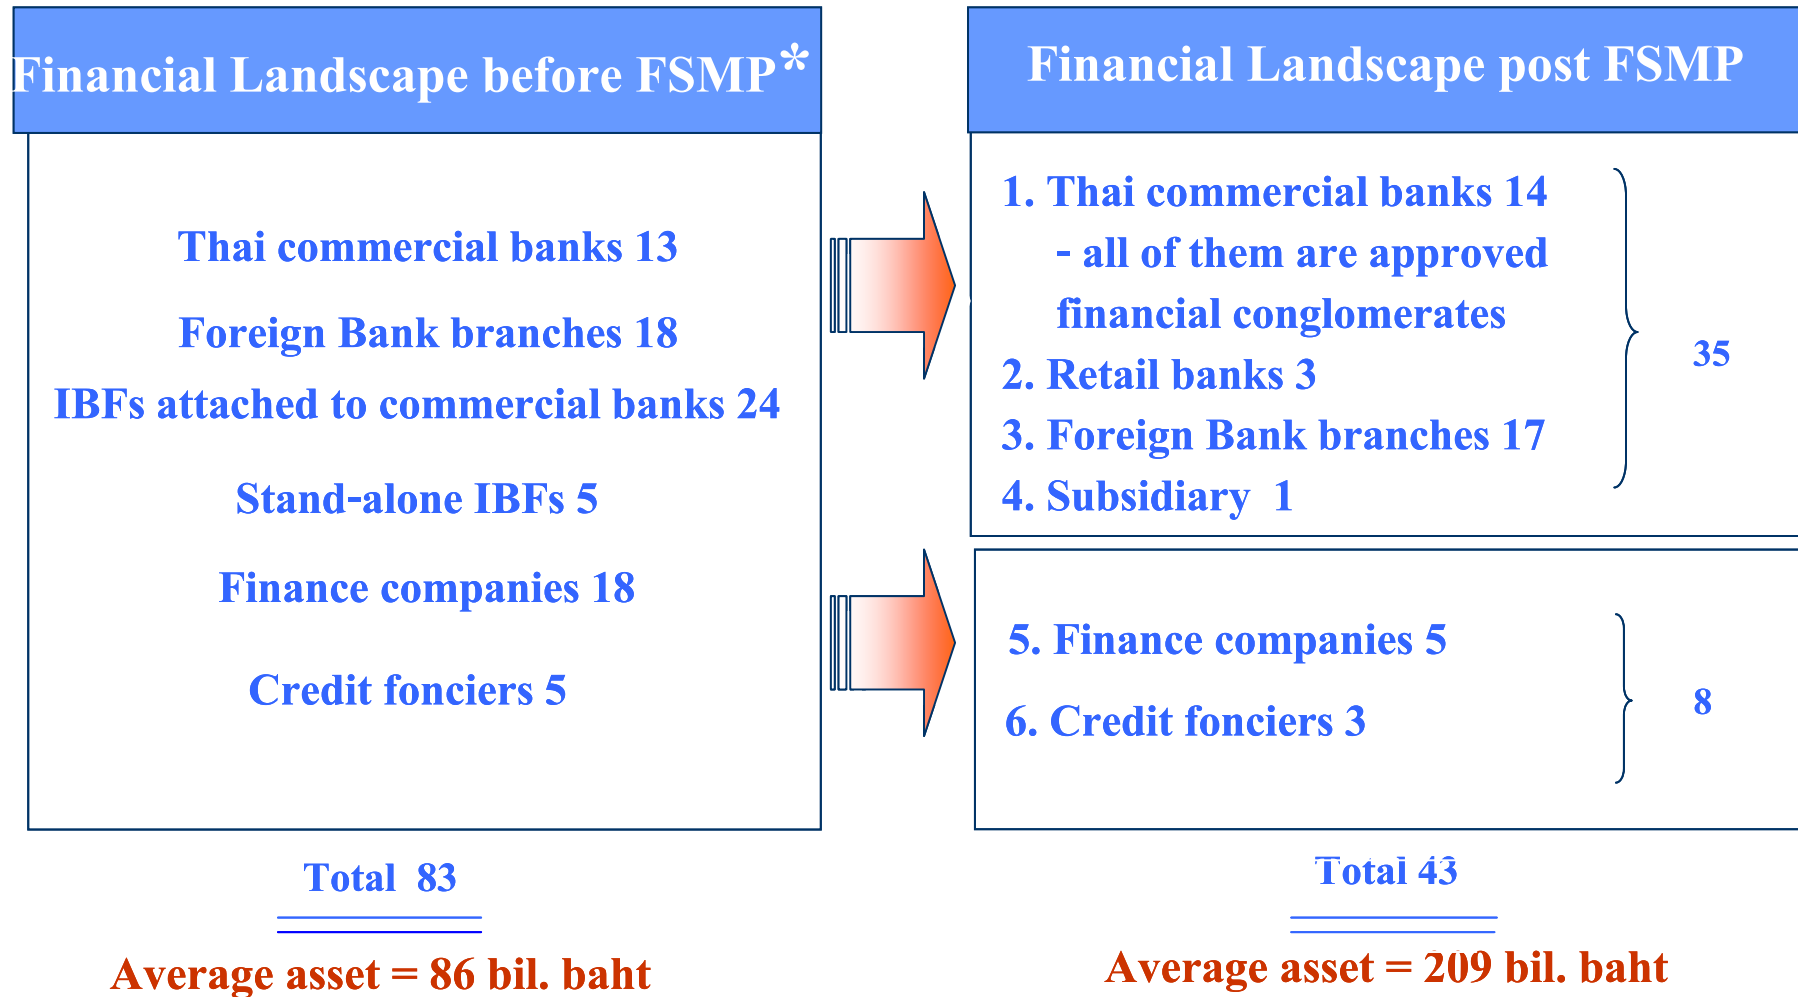 Financial Landscape before FSMP*
Thai commercial banks 13
Foreign Bank branches 18
IBFs attached to commercial banks 24
Stand-alone IBFs 5
Finance companies 18
Credit fonciers 5
Total 83
Average asset = 86 bil. baht
Financial Landscape post FSMP
1. Thai commercial banks 14
- all of them are approved
financial conglomerates
2. Retail banks 3
3. Foreign Bank branches 17
4. Subsidiary 1
35
5. Finance companies 5
6. Credit fonciers 3
8
Total 43
Average asset = 209 bil. baht